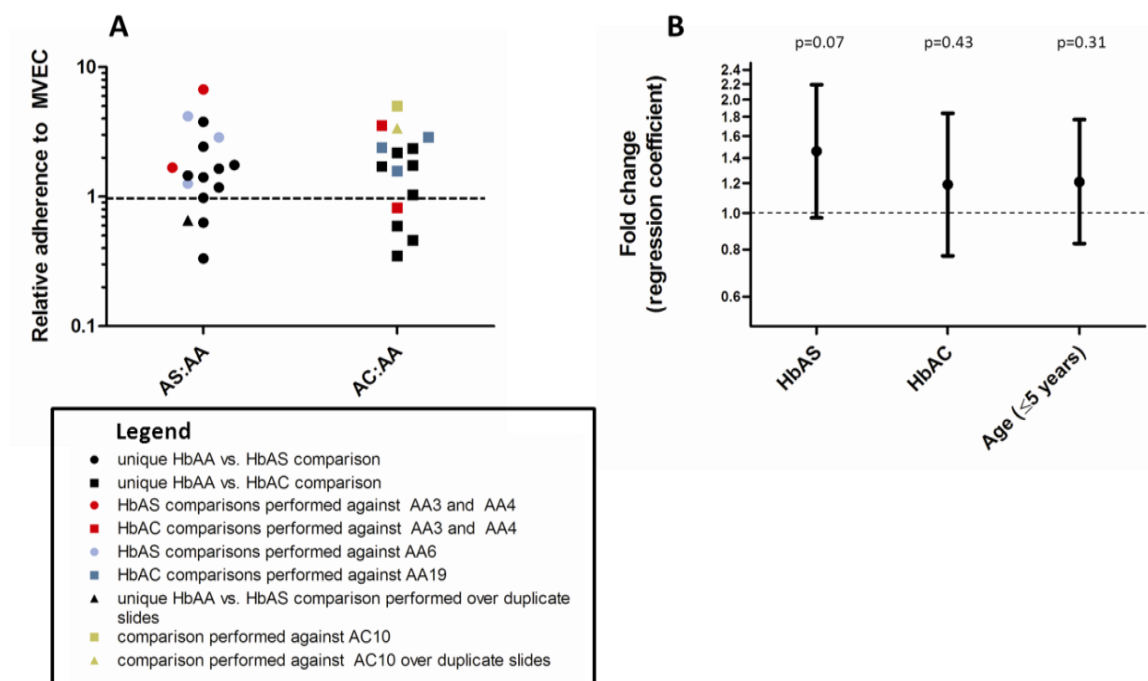 A
Relative adherence to MVEC
10
1
0.1
AS:AA
AC:AA
B
p=0.07
p=0.43
p=0.31
Fold change
(regression coefficient)
2.4
2.2
2.0
1.8
1.6
1.4
1.2
1.0
0.8
0.6
HbAS
HbAC
Age (≤5 years)
Legend
unique HbAA vs. HbAS comparison
unique HbAA vs. HbAC comparison
HbAS comparisons performed against AA3 and AA4
HbAC comparisons performed against AA3 and AA4
HbAS comparisons performed against AA6
HbAC comparisons performed against AA19
unique HbAA vs. HbAS comparison performed over duplicate
slides
comparison performed against AC10
comparison performed against AC10 over duplicate slides